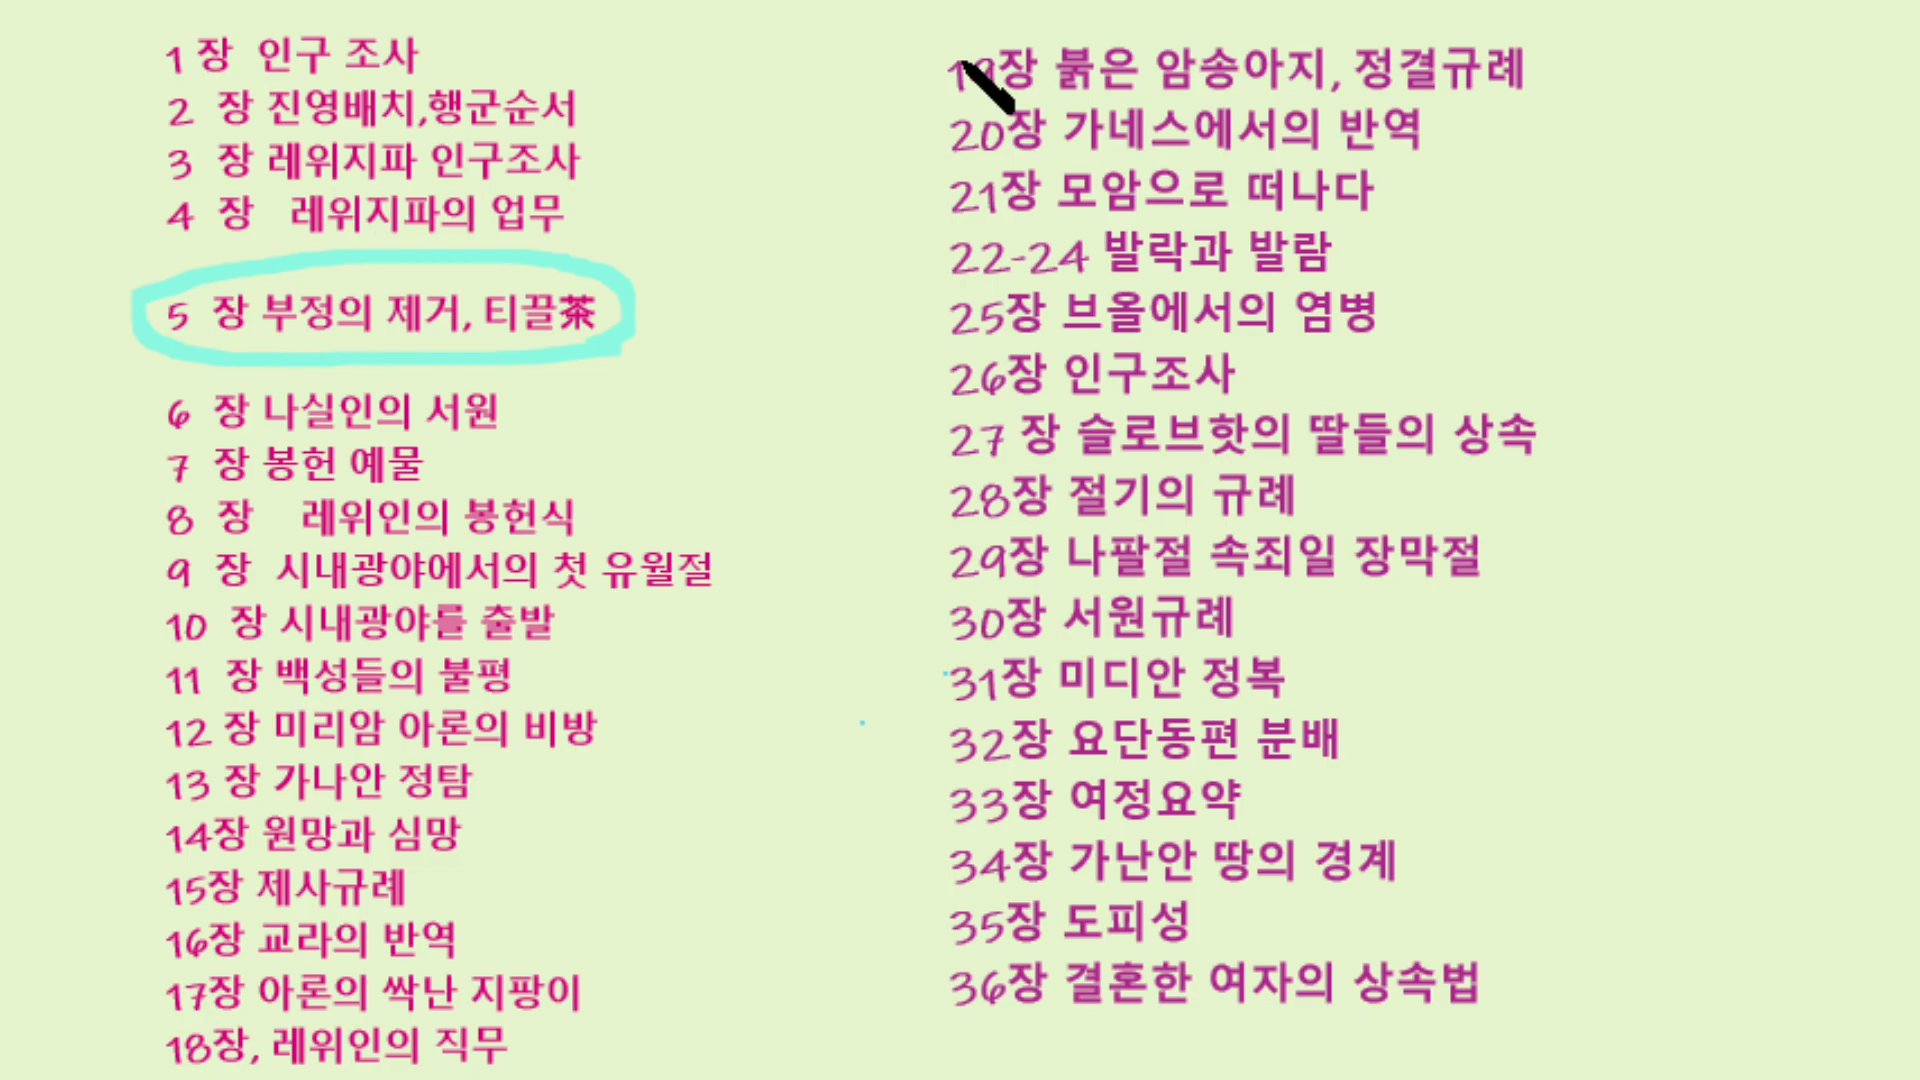 1 장 인구 조사
2 장 진영배치,행군순서
3 장 레위지파 인구조사
4 장 레위지파의 업무
5 장 부정의 제거, 티끌茶
6 장 나실인의 서원
7 장 봉헌 예물
8 장 레위인의 봉헌식
9 장 시내광야에서의 첫 유월절
10 장 시내광야를 출발
11 장 백성들의 불평
12 장 미리암 아론의 비방
13 장 가나안 정탐
14장 원망과 심망
15장 제사규례
16장 교라의 반역
17장 아론의 싹난 지팡이
18장, 레위인의 직무
19장 붉은 암송아지, 정결규례
20장 가네스에서의 반역
21장 모암으로 떠나다
22-24 발락과 발람
25장 브올에서의 염병
26장 인구조사
27 장 슬로브핫의 딸들의 상속
28장 절기의 규례
29장 나팔절 속죄일 장막절
30장 서원규례
31장 미디안 정복
32장 요단동편 분배
33장 여정요약
34장 가난안 땅의 경계
35장 도피성
36장 결혼한 여자의 상속법